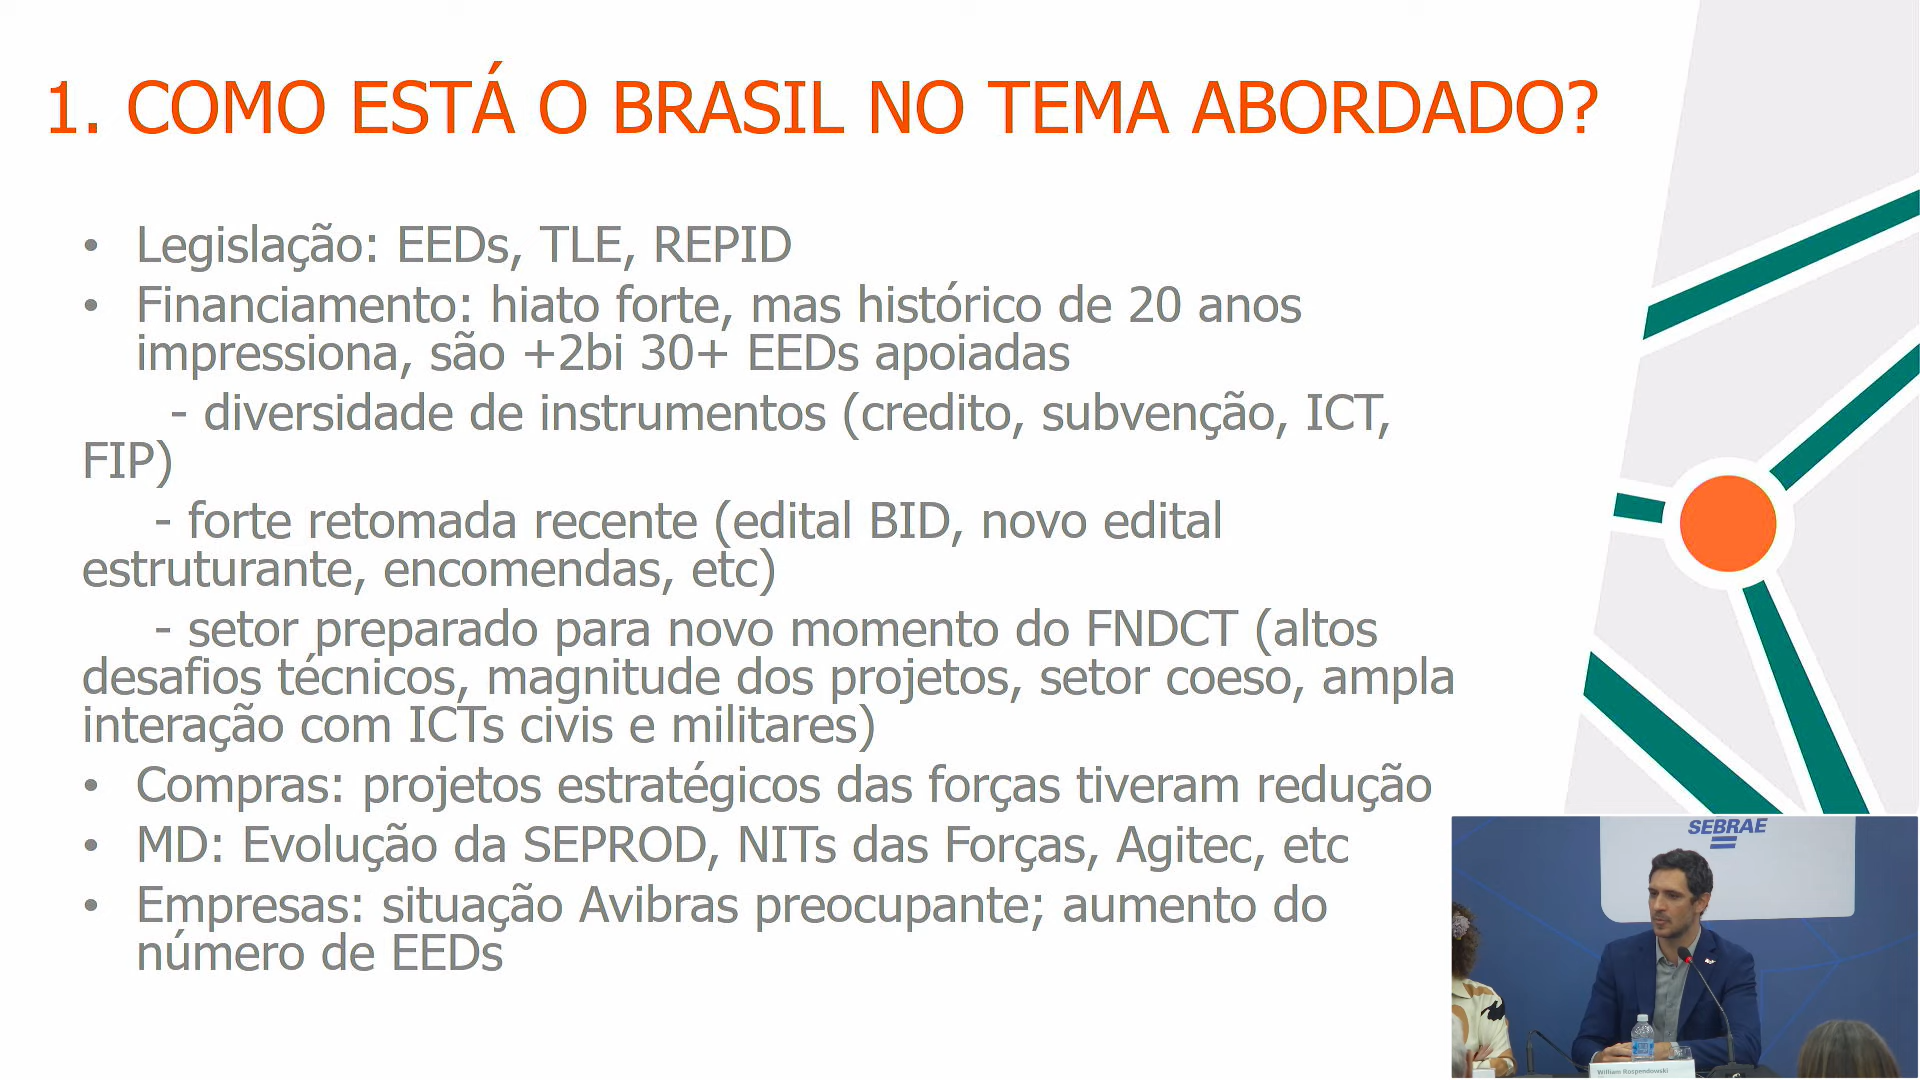 1. COMO ESTÁ O BRASIL NO TEMA ABORDADO?
• Legislação: EEDs, TLE, REPID
• Financiamento: hiato forte, mas histórico de 20 anos
impressiona, são +2bi 30+ EEDs apoiadas
- diversidade de instrumentos (credito, subvenção, ICT,
FIP)
- forte retomada recente (edital BID, novo edital
estruturante, encomendas, etc)
- setor preparado para novo momento do FNDCT (altos
desafios técnicos, magnitude dos projetos, setor coeso, ampla
interação com ICTs civis e militares)
• Compras: projetos estratégicos das forças tiveram redução
• MD: Evolução da SEPROD, NITs das Forças, Agitec, etc
• Empresas: situação Avibras preocupante; aumento do
número de EEDs
SEBRAE
William Rospendowski